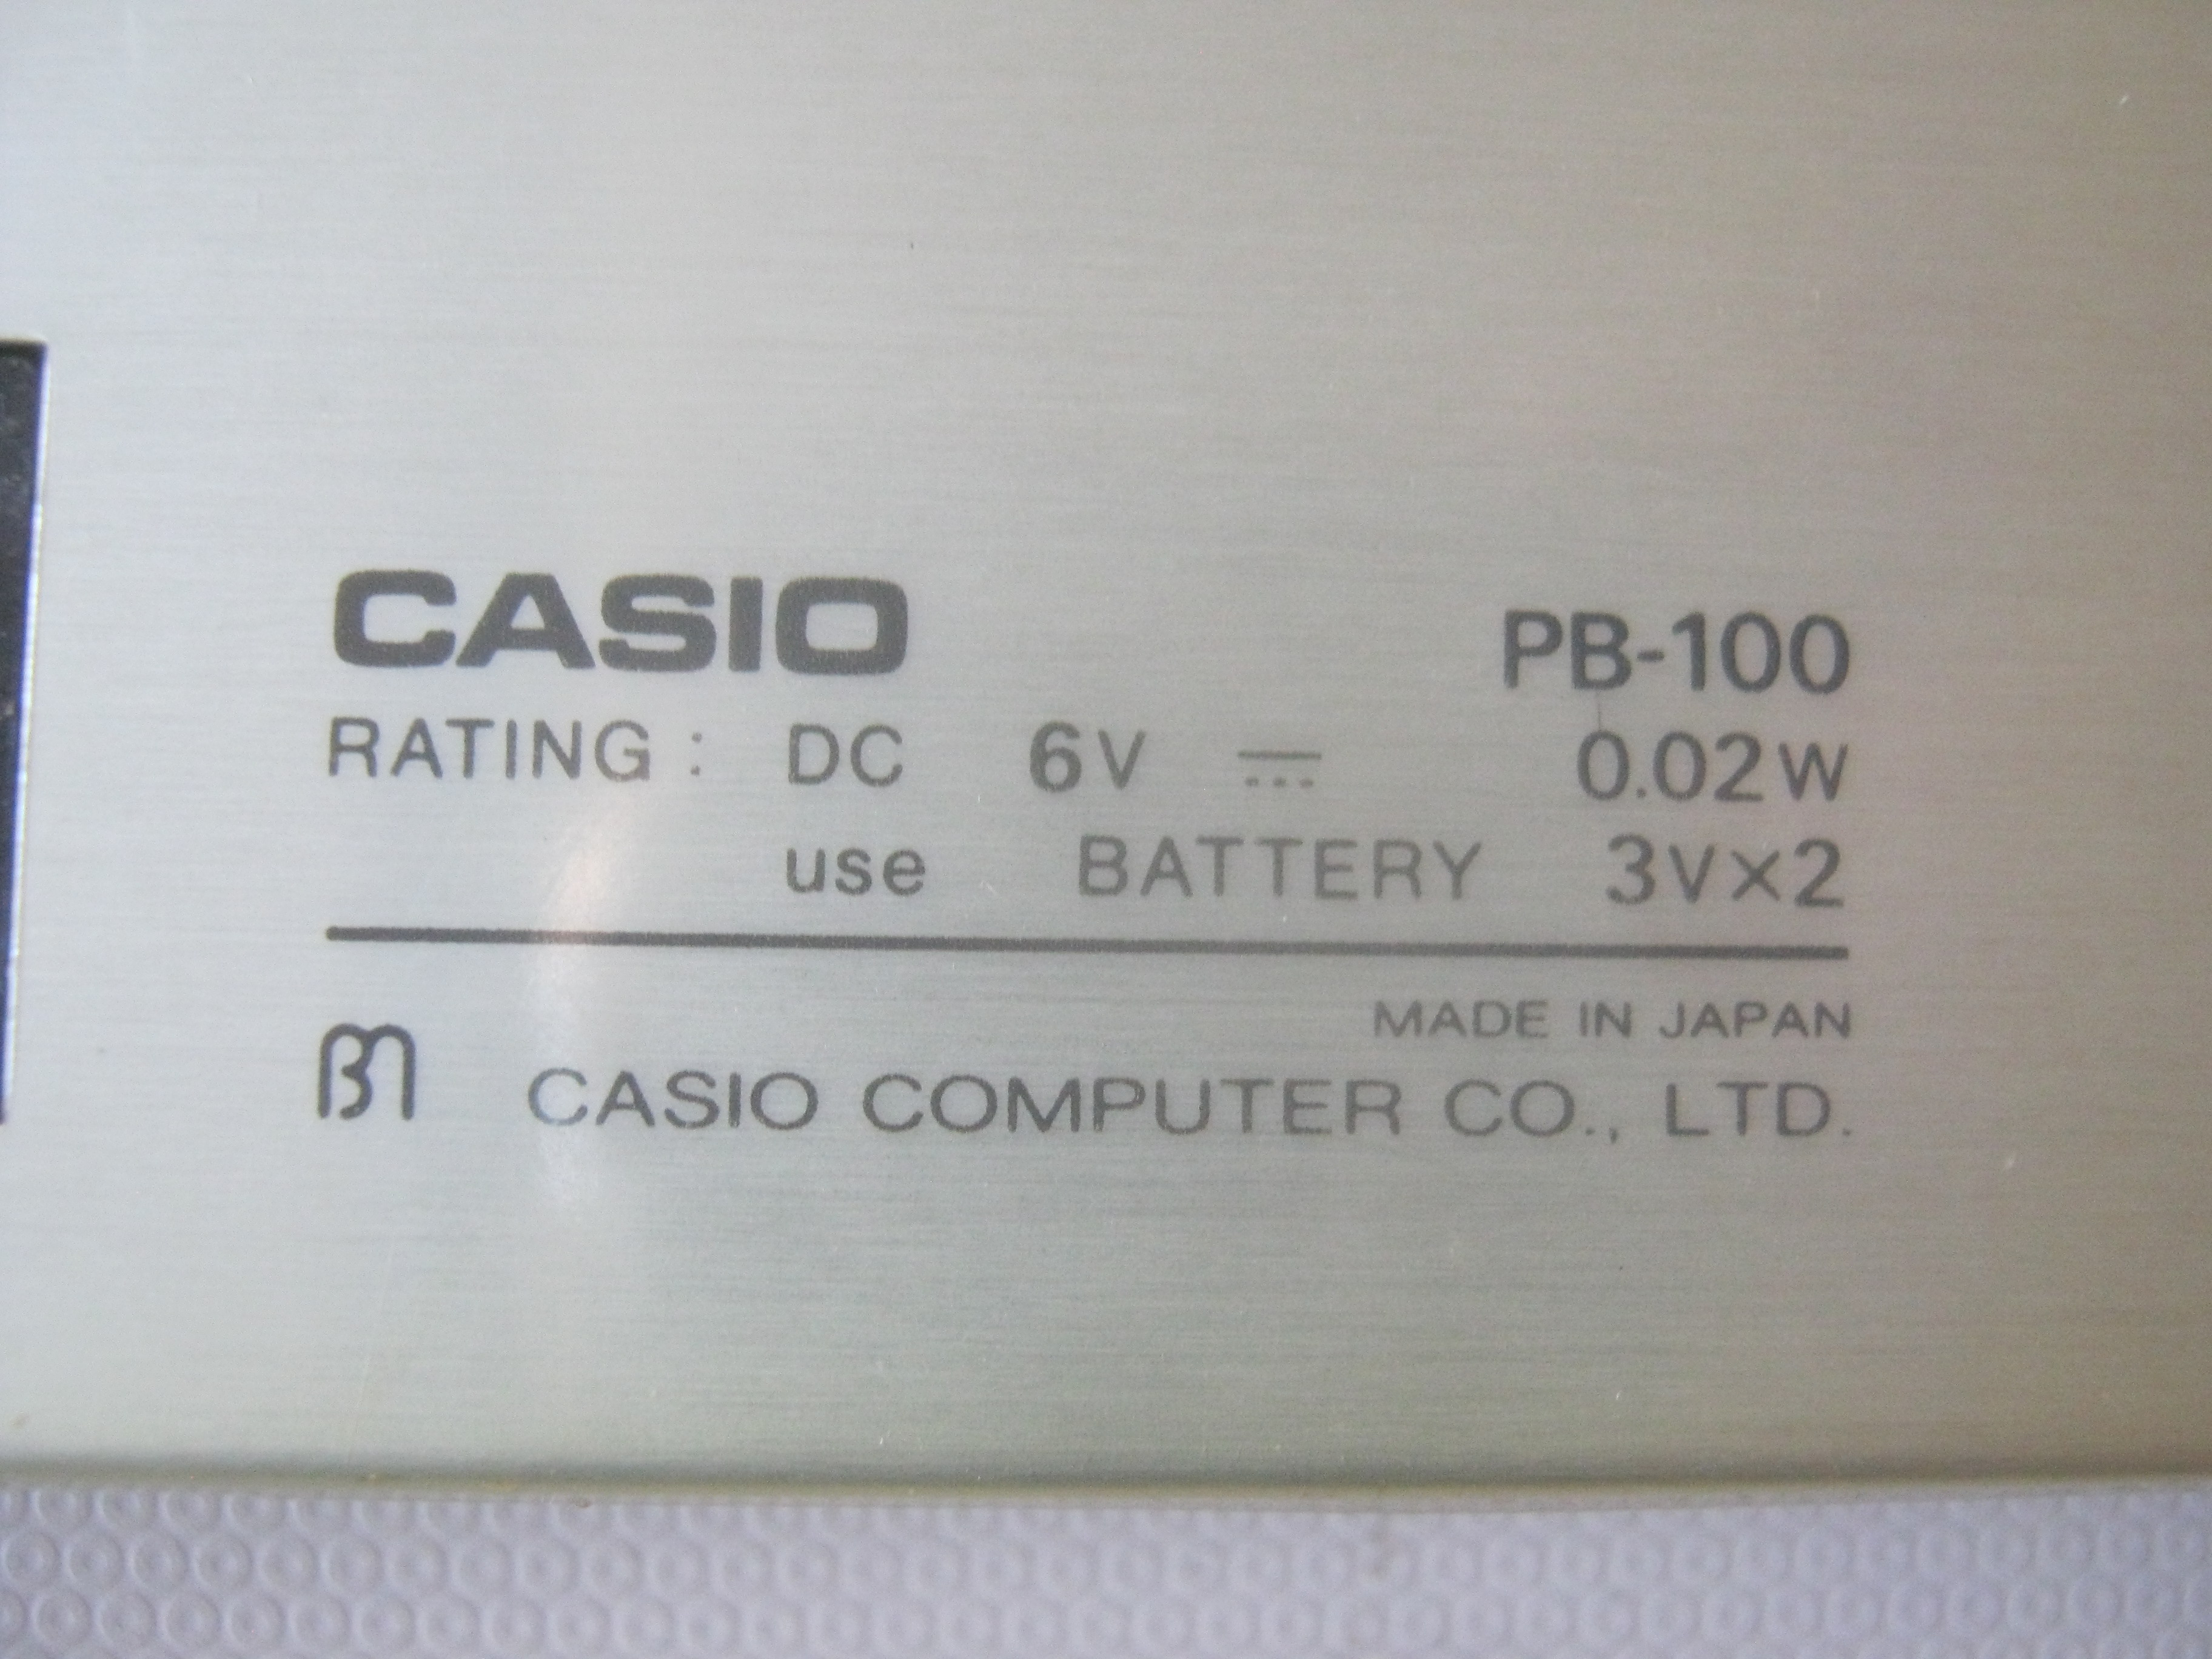 CASIO PB-100
RATING : DC 6V ⎓ 0.02W
use BATTERY 3V×2
MADE IN JAPAN
CASIO COMPUTER CO., LTD.